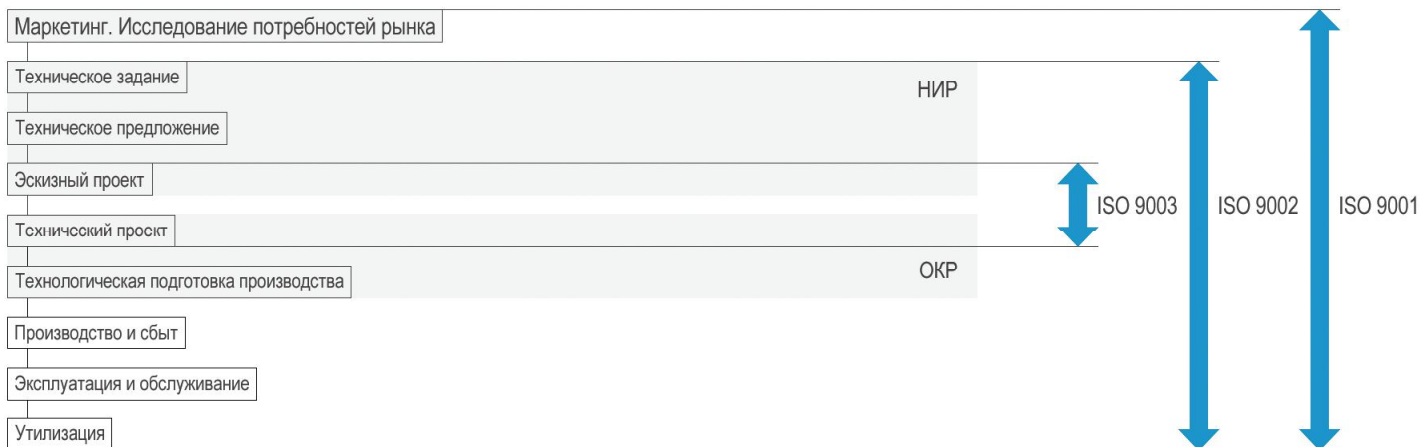 Маркетинг. Исследование потребностей рынка
Техническое задание
НИР
Техническое предложение
Эскизный проект
ISO 9003
ISO 9002
ISO 9001
Технический проект
ОКР
Технологическая подготовка производства
Производство и сбыт
Эксплуатация и обслуживание
Утилизация